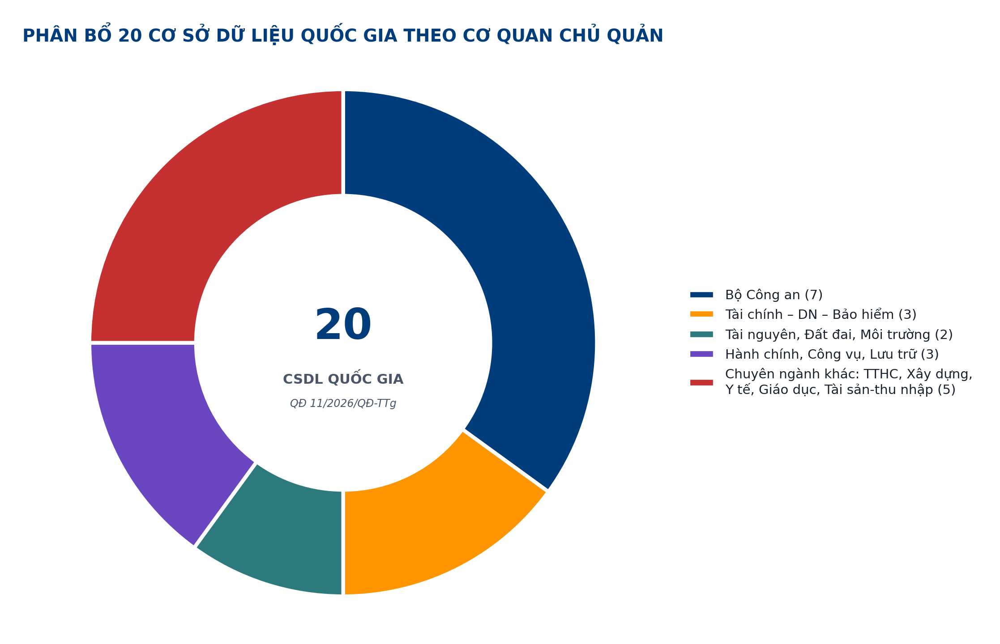 PHÂN BỔ 20 CƠ SỞ DỮ LIỆU QUỐC GIA THEO CƠ QUAN CHỦ QUẢN
20
CSDL QUỐC GIA
QĐ 11/2026/QĐ-TTg
Bộ Công an (7)
Tài chính – DN – Bảo hiểm (3)
Tài nguyên, Đất đai, Môi trường (2)
Hành chính, Công vụ, Lưu trữ (3)
Chuyên ngành khác: TTHC, Xây dựng,
Y tế, Giáo dục, Tài sản-thu nhập (5)